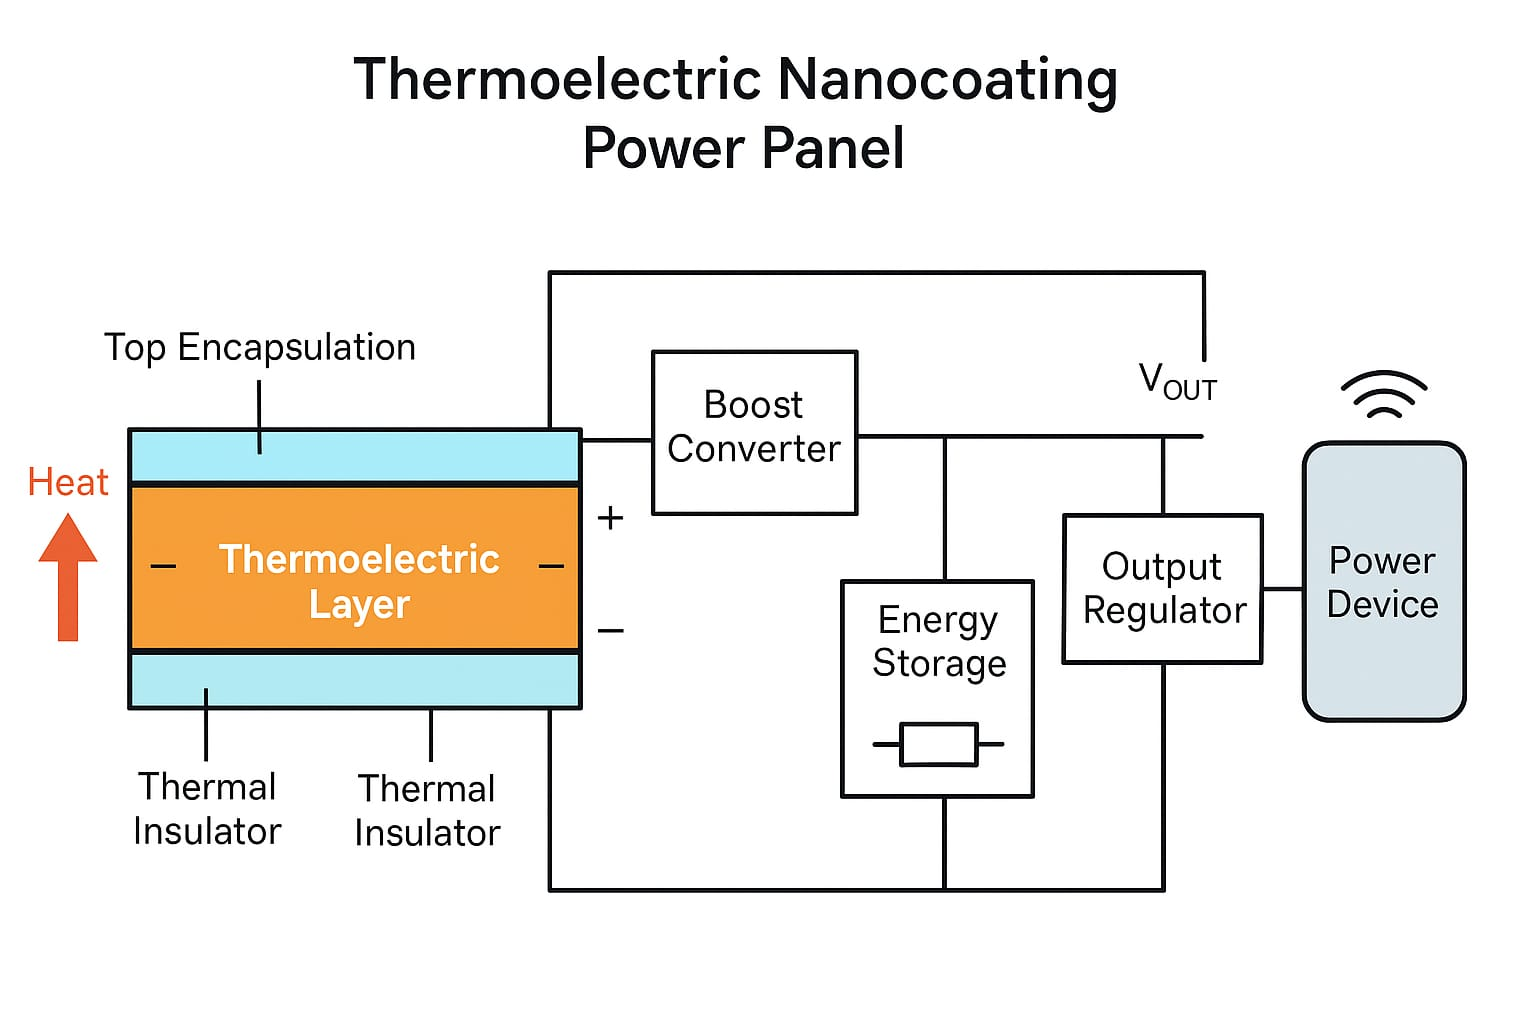 Thermoelectric Nanocoating
Power Panel
Top Encapsulation
Heat
Thermoelectric
Layer
+
−
−
−
Thermal
Insulator
Thermal
Insulator
Boost
Converter
VOUT
Energy
Storage
Output
Regulator
Power
Device